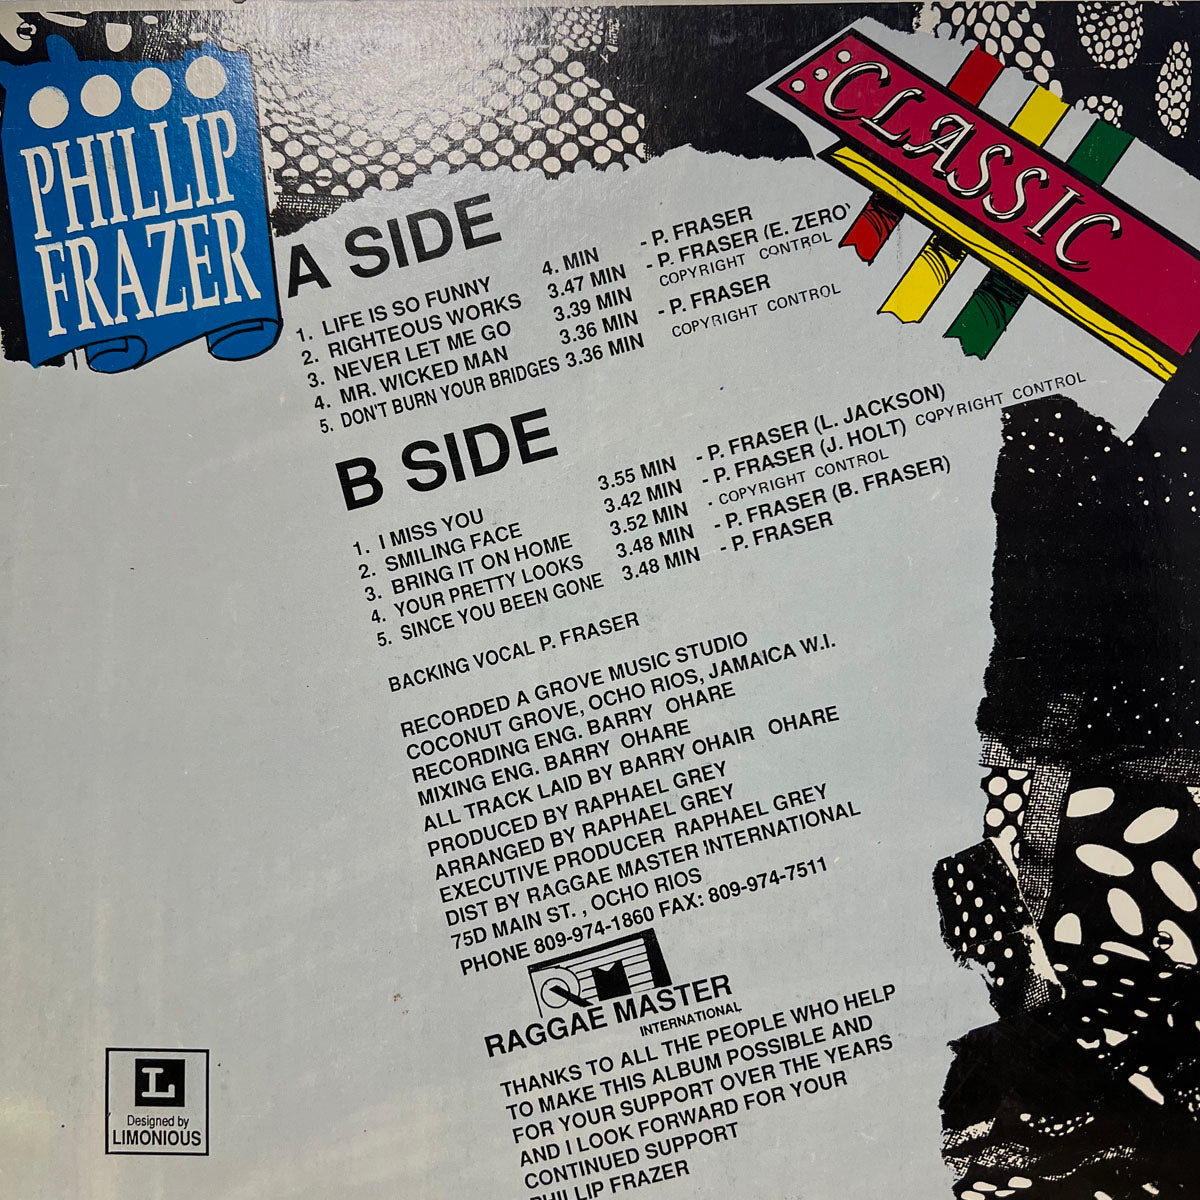 PHILLIP
FRAZER
CLASSIC
A SIDE
1. LIFE IS SO FUNNY 4. MIN - P. FRASER
2. RIGHTEOUS WORKS 3.47 MIN - P. FRASER (E. ZERO)
3. NEVER LET ME GO 3.39 MIN COPYRIGHT CONTROL
4. MR. WICKED MAN 3.36 MIN - P. FRASER
5. DON'T BURN YOUR BRIDGES 3.36 MIN COPYRIGHT CONTROL
B SIDE
1. I MISS YOU 3.55 MIN - P. FRASER (L. JACKSON)
2. SMILING FACE 3.42 MIN - P. FRASER (J. HOLT) COPYRIGHT CONTROL
3. BRING IT ON HOME 3.52 MIN - COPYRIGHT CONTROL
4. YOUR PRETTY LOOKS 3.48 MIN - P. FRASER (B. FRASER)
5. SINCE YOU BEEN GONE 3.48 MIN - P. FRASER
BACKING VOCAL P. FRASER
RECORDED A GROVE MUSIC STUDIO
COCONUT GROVE, OCHO RIOS, JAMAICA W.I.
RECORDING ENG. BARRY OHARE
MIXING ENG. BARRY OHARE
ALL TRACK LAID BY BARRY OHAIR OHARE
PRODUCED BY RAPHAEL GREY
ARRANGED BY RAPHAEL GREY
EXECUTIVE PRODUCER RAPHAEL GREY
DIST BY RAGGAE MASTER INTERNATIONAL
75D MAIN ST. , OCHO RIOS
PHONE 809-974-1860 FAX: 809-974-7511
RAGGAE MASTER
INTERNATIONAL
THANKS TO ALL THE PEOPLE WHO HELP
TO MAKE THIS ALBUM POSSIBLE AND
FOR YOUR SUPPORT OVER THE YEARS
AND I LOOK FORWARD FOR YOUR
CONTINUED SUPPORT
PHILLIP FRAZER
L
Designed by
LIMONIOUS